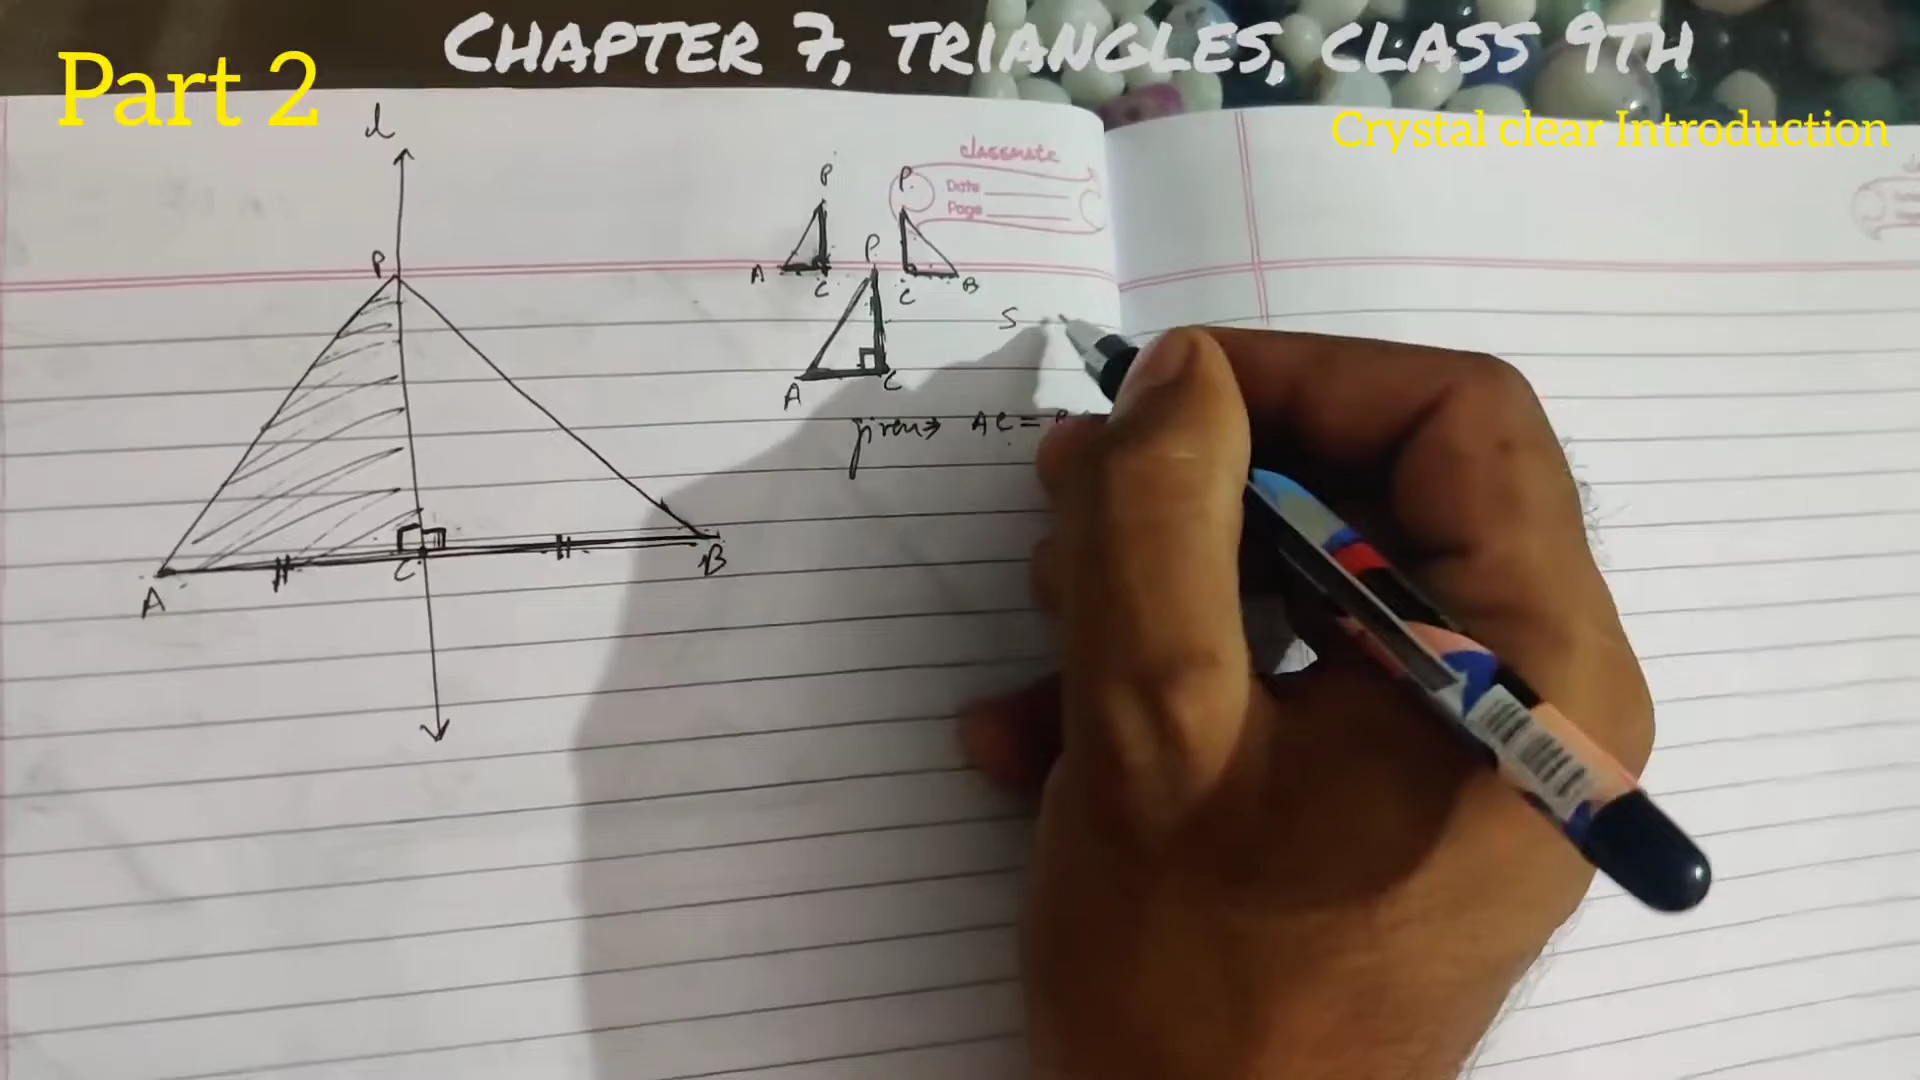 CHAPTER 7, TRIANGLES, CLASS 9TH
Part 2
Crystal clear Introduction
l
classmate
Date
Page
P
P
P
P
A
C
C
B
S
A
C
given⇒ AC =
C
B
A